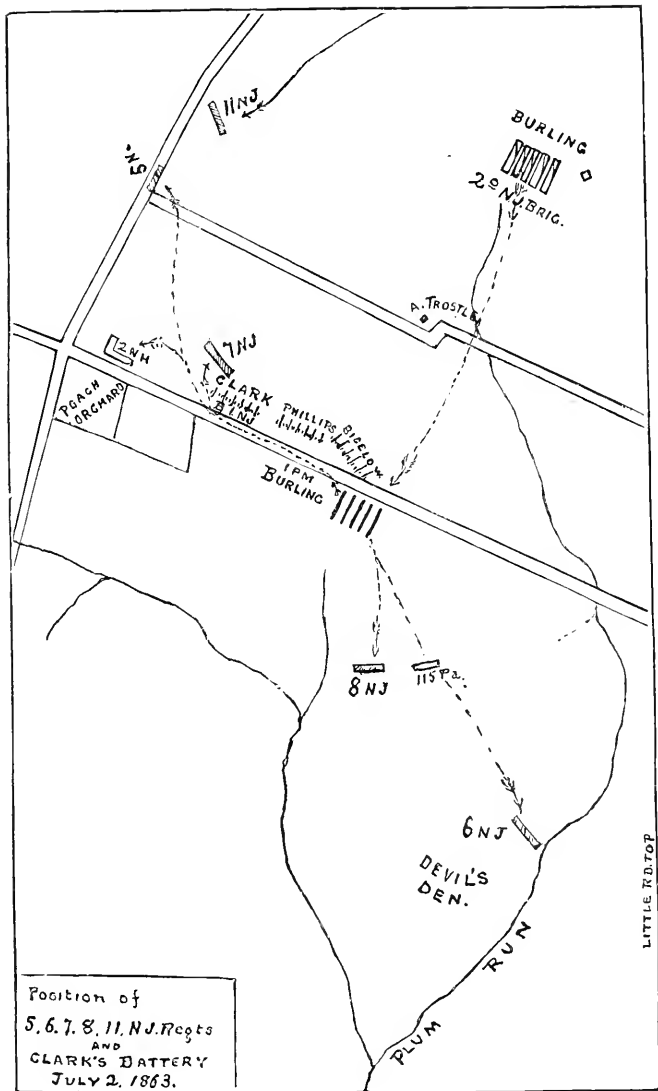 11 NJ
BURLING
2º NJ. BRIG.
5 N.
A. TROSTLE
2 NH
7 NJ
PEACH
ORCHARD
CLARK
B 1 NJ
PHILLIPS
BIGELOW
1 PM
BURLING
8 NJ
115 Pa.
6 NJ
DEVIL'S
DEN.
PLUM RUN
LITTLE RD. TOP
Position of
5, 6, 7, 8, 11, N.J. Regts
AND
CLARK'S BATTERY
JULY 2, 1863.